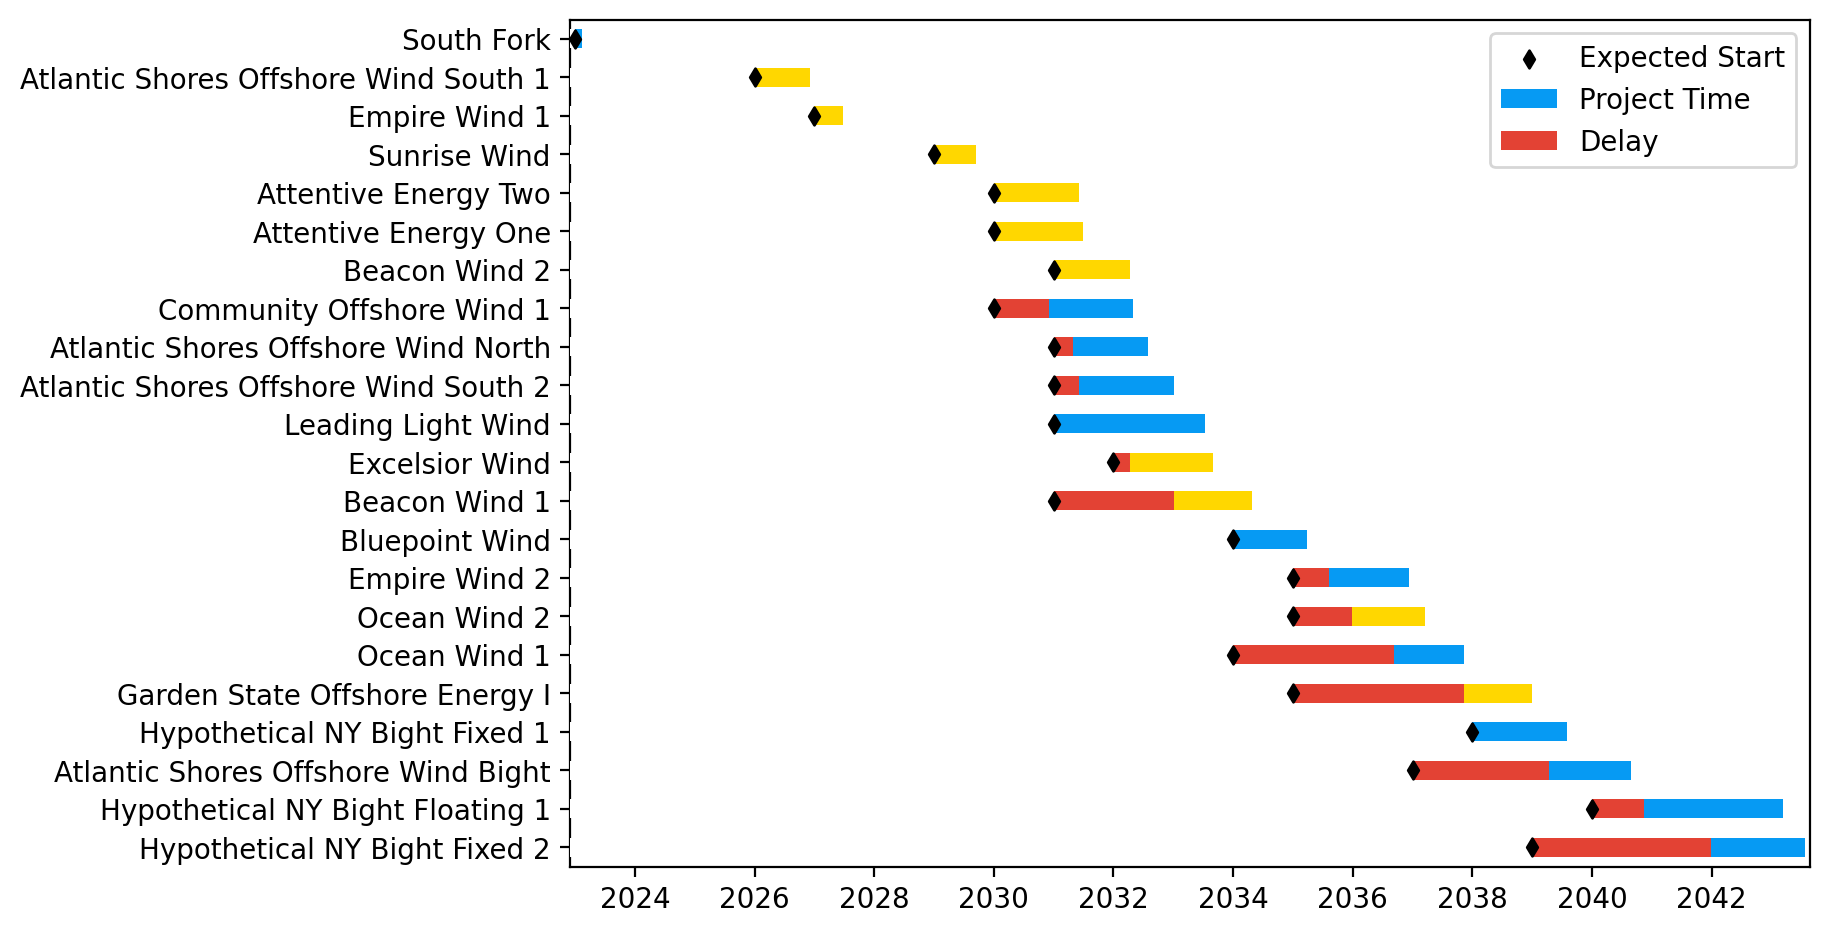 South Fork
Atlantic Shores Offshore Wind South 1
Empire Wind 1
Sunrise Wind
Attentive Energy Two
Attentive Energy One
Beacon Wind 2
Community Offshore Wind 1
Atlantic Shores Offshore Wind North
Atlantic Shores Offshore Wind South 2
Leading Light Wind
Excelsior Wind
Beacon Wind 1
Bluepoint Wind
Empire Wind 2
Ocean Wind 2
Ocean Wind 1
Garden State Offshore Energy I
Hypothetical NY Bight Fixed 1
Atlantic Shores Offshore Wind Bight
Hypothetical NY Bight Floating 1
Hypothetical NY Bight Fixed 2
Expected Start
Project Time
Delay
2024 2026 2028 2030 2032 2034 2036 2038 2040 2042